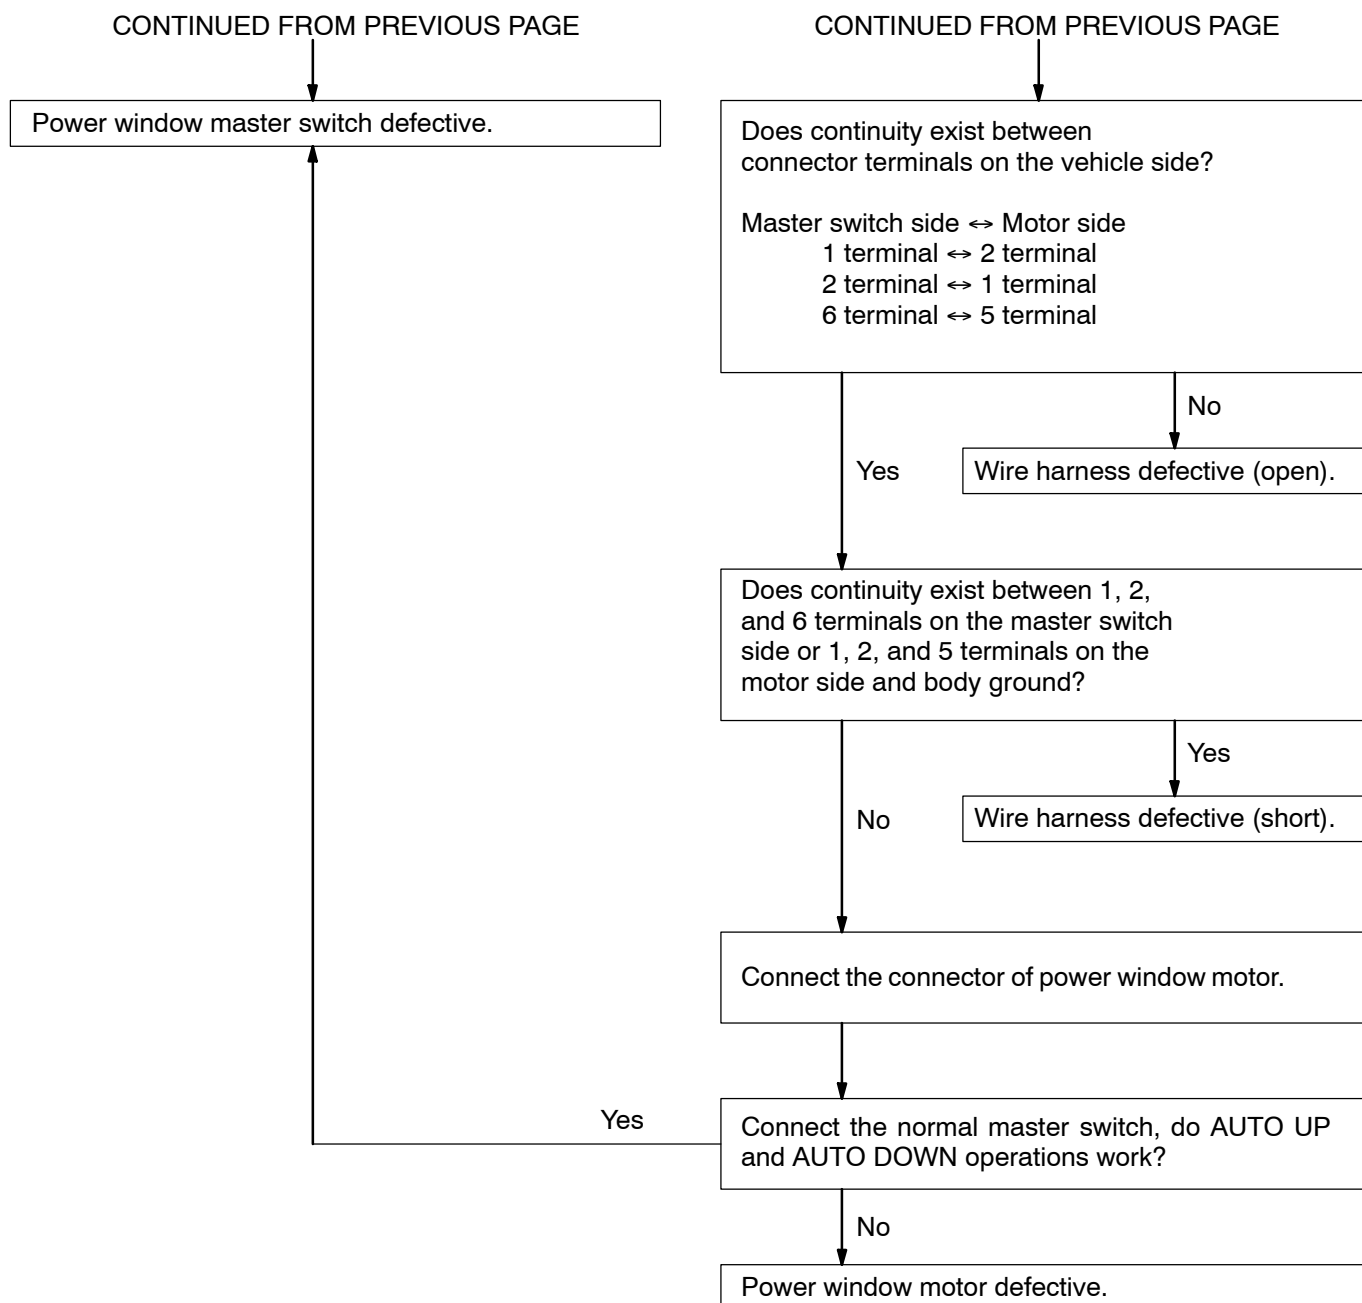 CONTINUED FROM PREVIOUS PAGE
Power window master switch defective.
CONTINUED FROM PREVIOUS PAGE
Does continuity exist between
connector terminals on the vehicle side?
Master switch side ↔ Motor side
1 terminal ↔ 2 terminal
2 terminal ↔ 1 terminal
6 terminal ↔ 5 terminal
No
Wire harness defective (open).
Yes
Does continuity exist between 1, 2,
and 6 terminals on the master switch
side or 1, 2, and 5 terminals on the
motor side and body ground?
Yes
Wire harness defective (short).
No
Connect the connector of power window motor.
Connect the normal master switch, do AUTO UP
and AUTO DOWN operations work?
Yes
No
Power window motor defective.